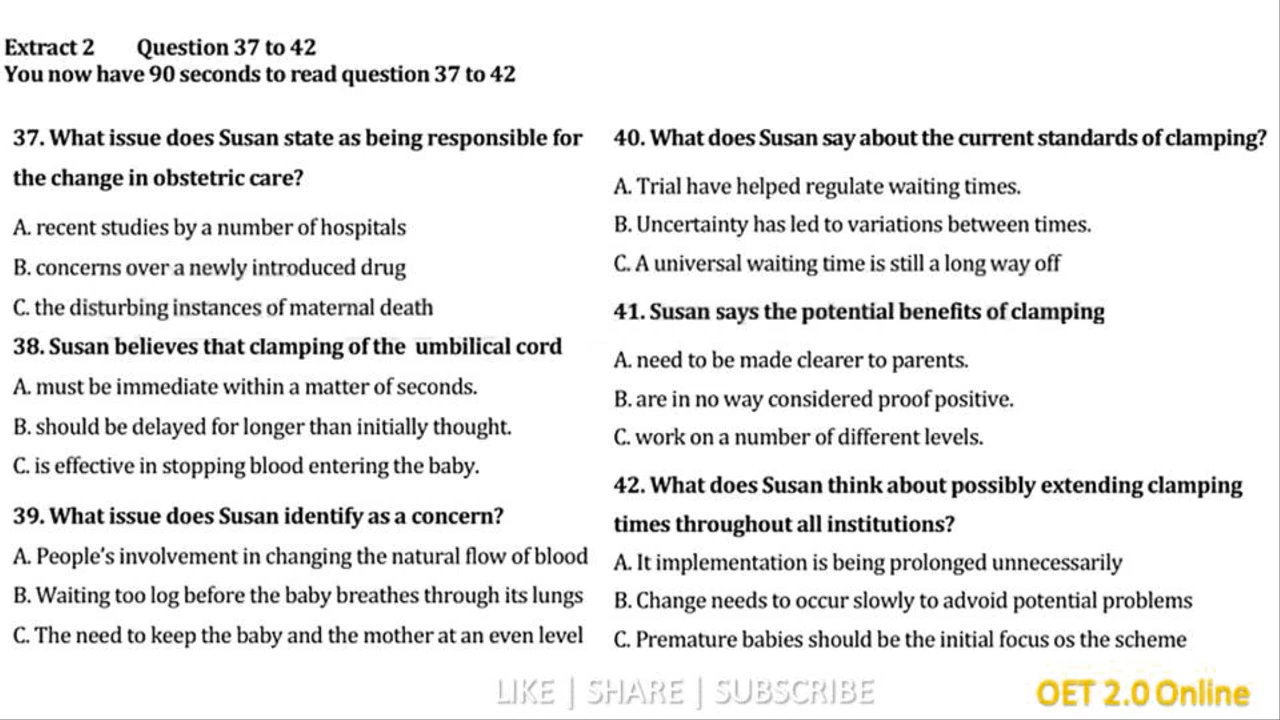 Extract 2 Question 37 to 42
You now have 90 seconds to read question 37 to 42
37. What issue does Susan state as being responsible for
the change in obstetric care?
A. recent studies by a number of hospitals
B. concerns over a newly introduced drug
C. the disturbing instances of maternal death
38. Susan believes that clamping of the umbilical cord
A. must be immediate within a matter of seconds.
B. should be delayed for longer than initially thought.
C. is effective in stopping blood entering the baby.
39. What issue does Susan identify as a concern?
A. People's involvement in changing the natural flow of blood
B. Waiting too log before the baby breathes through its lungs
C. The need to keep the baby and the mother at an even level
40. What does Susan say about the current standards of clamping?
A. Trial have helped regulate waiting times.
B. Uncertainty has led to variations between times.
C. A universal waiting time is still a long way off
41. Susan says the potential benefits of clamping
A. need to be made clearer to parents.
B. are in no way considered proof positive.
C. work on a number of different levels.
42. What does Susan think about possibly extending clamping
times throughout all institutions?
A. It implementation is being prolonged unnecessarily
B. Change needs to occur slowly to advoid potential problems
C. Premature babies should be the initial focus os the scheme
LIKE | SHARE | SUBSCRIBE
OET 2.0 Online